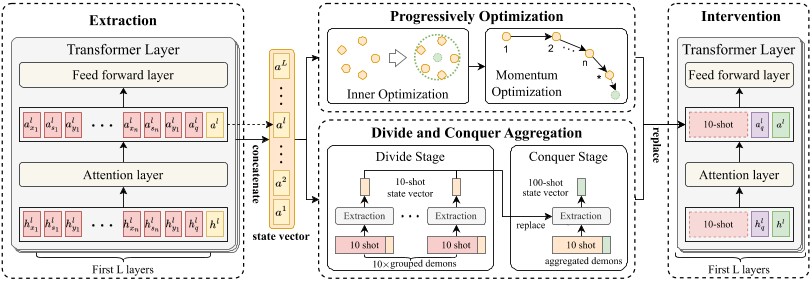 Extraction
Transformer Layer
Feed forward layer
a^l_{x_1} a^l_{s_1} a^l_{y_1} · · · a^l_{x_n} a^l_{s_n} a^l_{y_1} a^l_q a^l
Attention layer
h^l_{x_1} h^l_{s_1} h^l_{y_1} · · · h^l_{x_n} h^l_{s_n} h^l_{y_1} h^l_q h^l
First L layers
concatenate
a^L
a^l
a^2
a^1
state vector
Progressively Optimization
Inner Optimization
1 2 n *
Momentum
Optimization
Divide and Conquer Aggregation
Divide Stage
10-shot
state vector
Extraction · · · Extraction
10 shot 10 shot
10×grouped demons
replace
Conquer Stage
100-shot
state vector
Extraction
10 shot
aggregated demons
replace
Intervention
Transformer Layer
Feed forward layer
10-shot a^l_q a^l
Attention layer
10-shot h^l_q h^l
First L layers